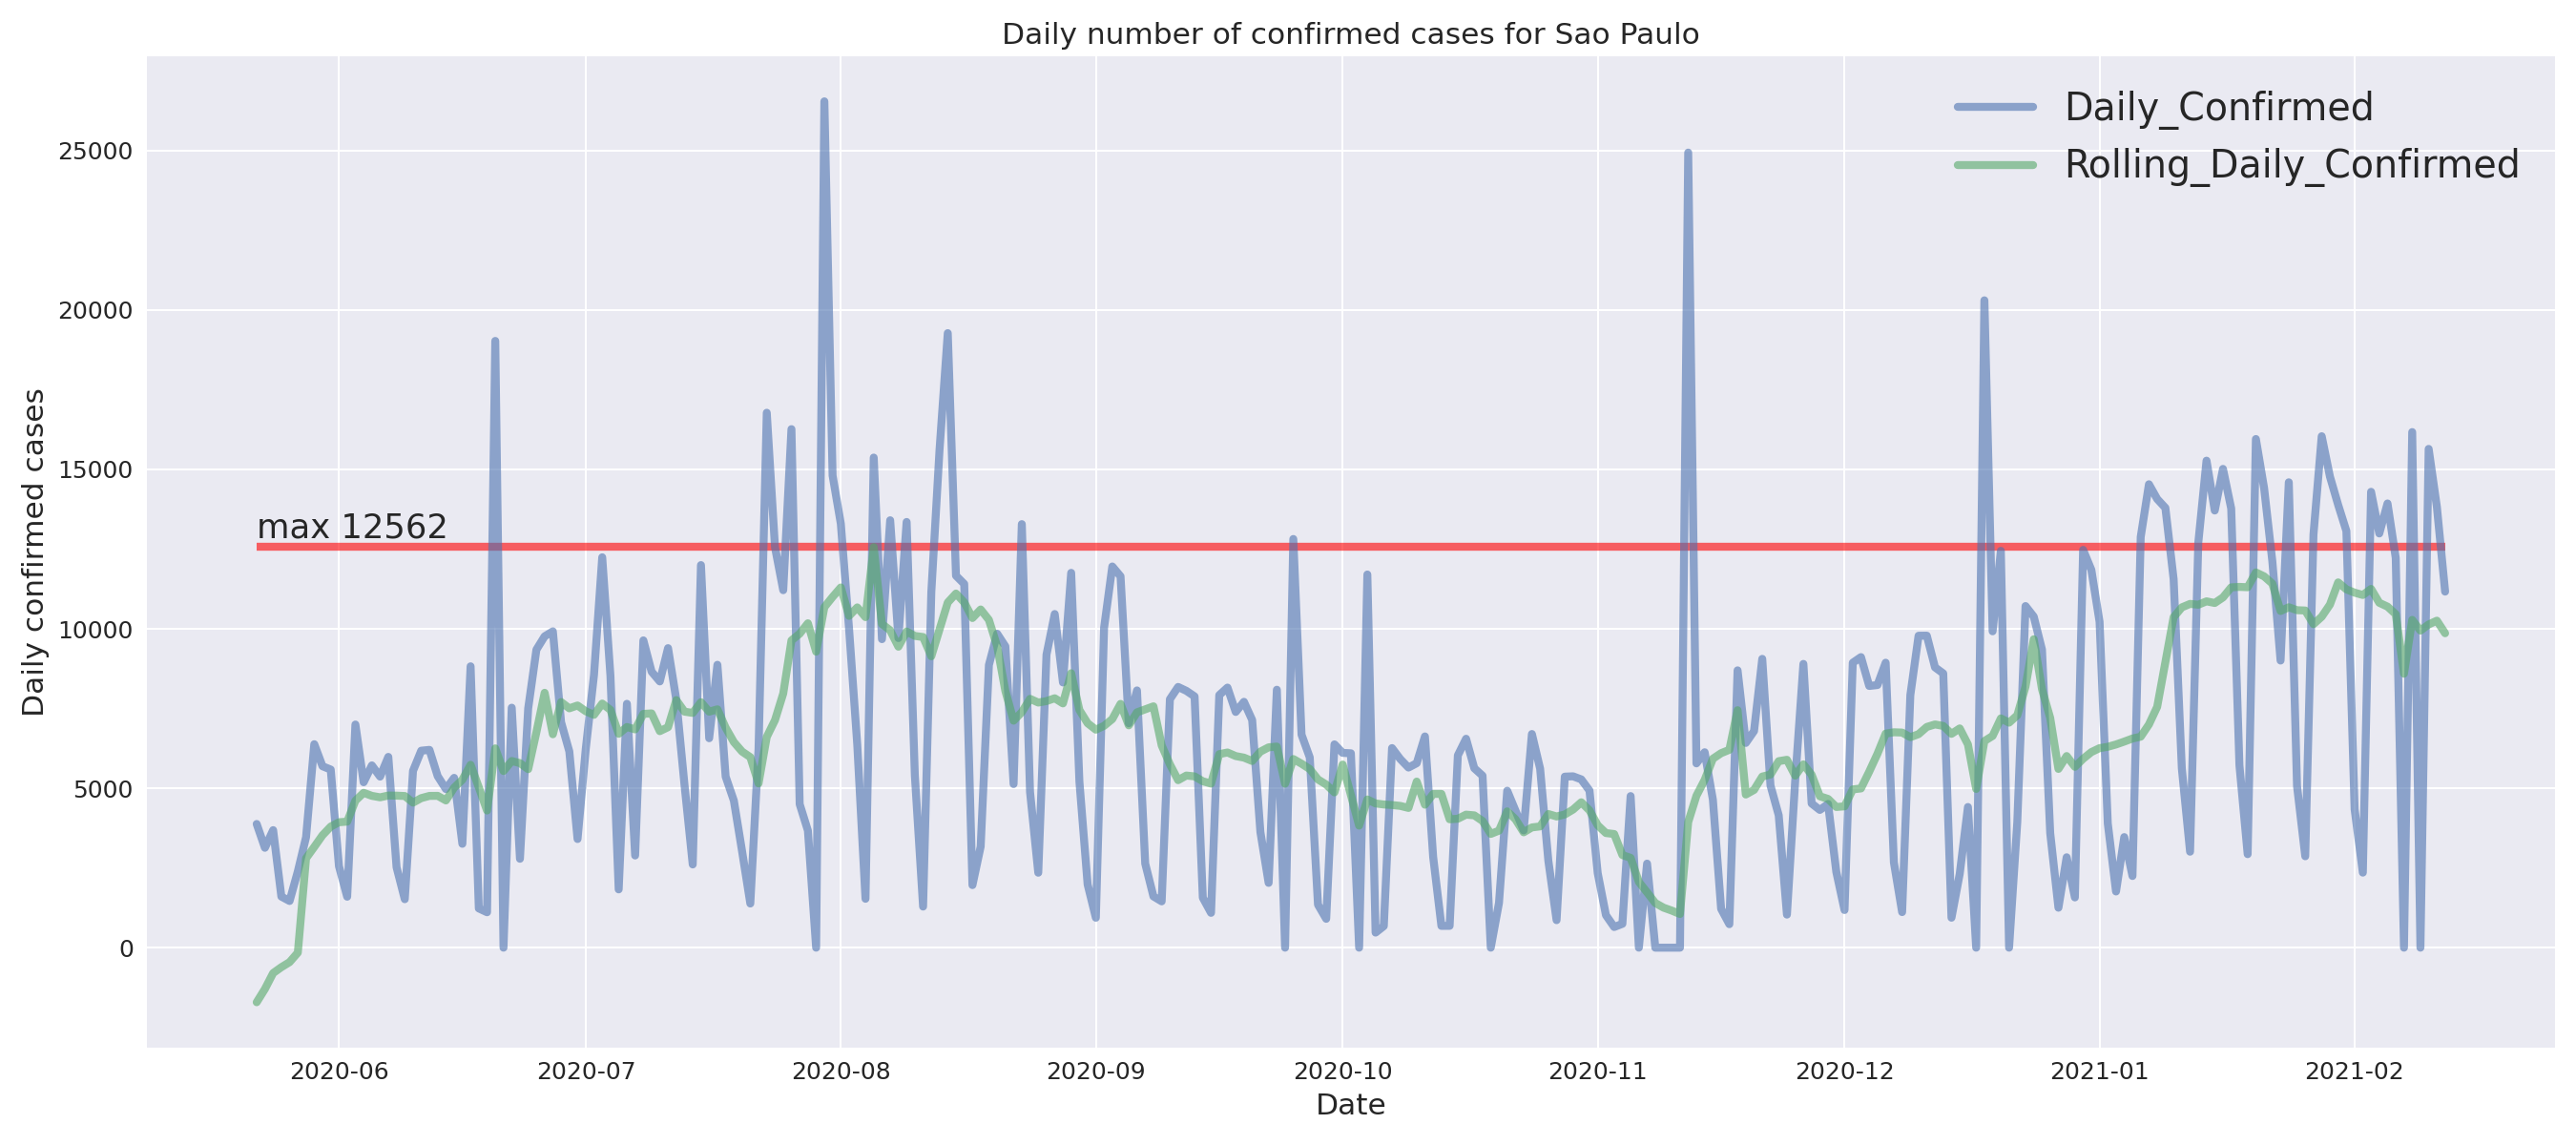 Daily number of confirmed cases for Sao Paulo
Daily_Confirmed
Rolling_Daily_Confirmed
Daily confirmed cases
25000
20000
15000
10000
5000
0
max 12562
2020-06 2020-07 2020-08 2020-09 2020-10 2020-11 2020-12 2021-01 2021-02
Date